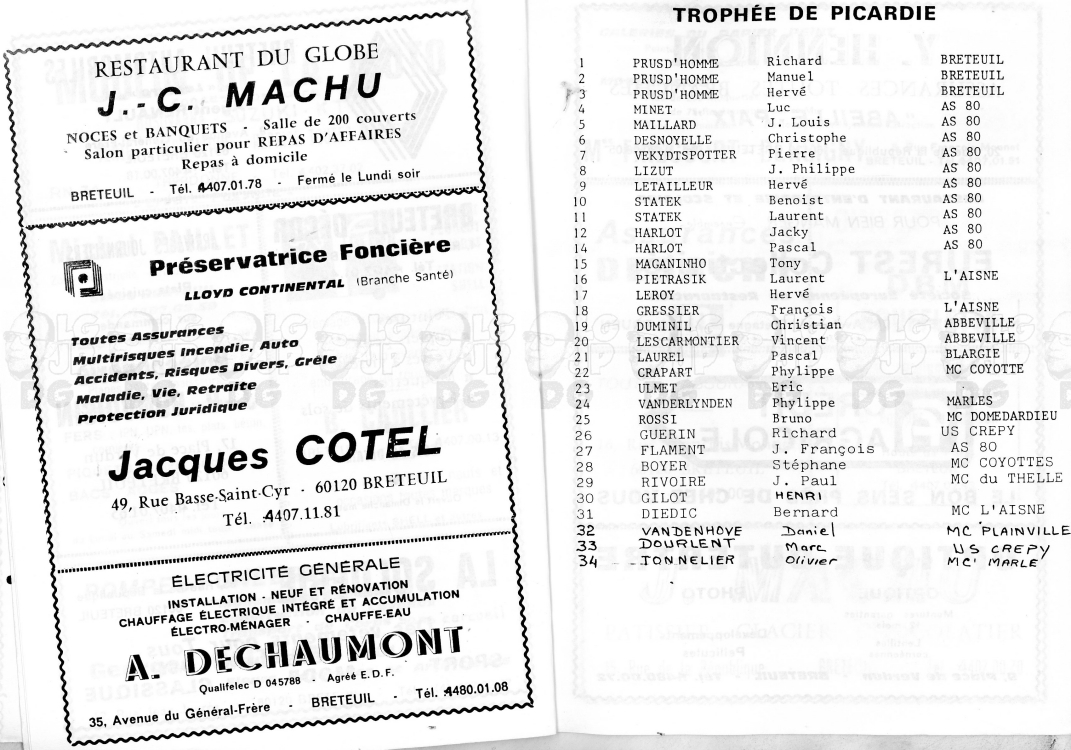 RESTAURANT DU GLOBE
J.-C. MACHU
NOCES et BANQUETS - Salle de 200 couverts
Salon particulier pour REPAS D'AFFAIRES
Repas à domicile
BRETEUIL - Tél. 4407.01.78 - Fermé le Lundi soir
Préservatrice Foncière
LLOYD CONTINENTAL (Branche Santé)
Toutes Assurances
Multirisques Incendie, Auto
Accidents, Risques Divers, Grêle
Maladie, Vie, Retraite
Protection Juridique
Jacques COTEL
49, Rue Basse-Saint-Cyr - 60120 BRETEUIL
Tél. 4407.11.81
ÉLECTRICITÉ GÉNÉRALE
INSTALLATION - NEUF ET RÉNOVATION
CHAUFFAGE ÉLECTRIQUE INTÉGRÉ ET ACCUMULATION
ÉLECTRO-MÉNAGER - CHAUFFE-EAU
A. DECHAUMONT
Qualifelec D 045788 - Agréé E.D.F.
35, Avenue du Général-Frère - BRETEUIL - Tél. 4480.01.08
TROPHÉE DE PICARDIE
1 PRUSD'HOMME Richard BRETEUIL
2 PRUSD'HOMME Manuel BRETEUIL
3 PRUSD'HOMME Hervé BRETEUIL
4 MINET Luc AS 80
5 MAILLARD J. Louis AS 80
6 DESNOYELLE Christophe AS 80
7 VEKYDTSPOTTER Pierre AS 80
8 LIZUT J. Philippe AS 80
9 LETAILLEUR Hervé AS 80
10 STATEK Benoist AS 80
11 STATEK Laurent AS 80
12 HARLOT Jacky AS 80
14 HARLOT Pascal AS 80
15 MAGANINHO Tony
16 PIETRASIK Laurent L'AISNE
17 LEROY Hervé
18 GRESSIER François L'AISNE
19 DUMINIL Christian ABBEVILLE
20 LESCARMONTIER Vincent ABBEVILLE
21 LAUREL Pascal BLARGIE
22 CRAPART Phylippe MC COYOTTE
23 ULMET Eric
24 VANDERLYNDEN Phylippe MARLES
25 ROSSI Bruno MC DOMEDARDIEU
26 GUERIN Richard US CREPY
27 FLAMENT J. François AS 80
28 BOYER Stéphane MC COYOTTES
29 RIVOIRE J. Paul MC du THELLE
30 GILOT HENRI
31 DIEDIC Bernard MC L'AISNE
32 VANDENHOVE Daniel MC PLAINVILLE
33 DOURLENT Marc US CREPY
34 - - TONNELIER Olivier MC MARLE